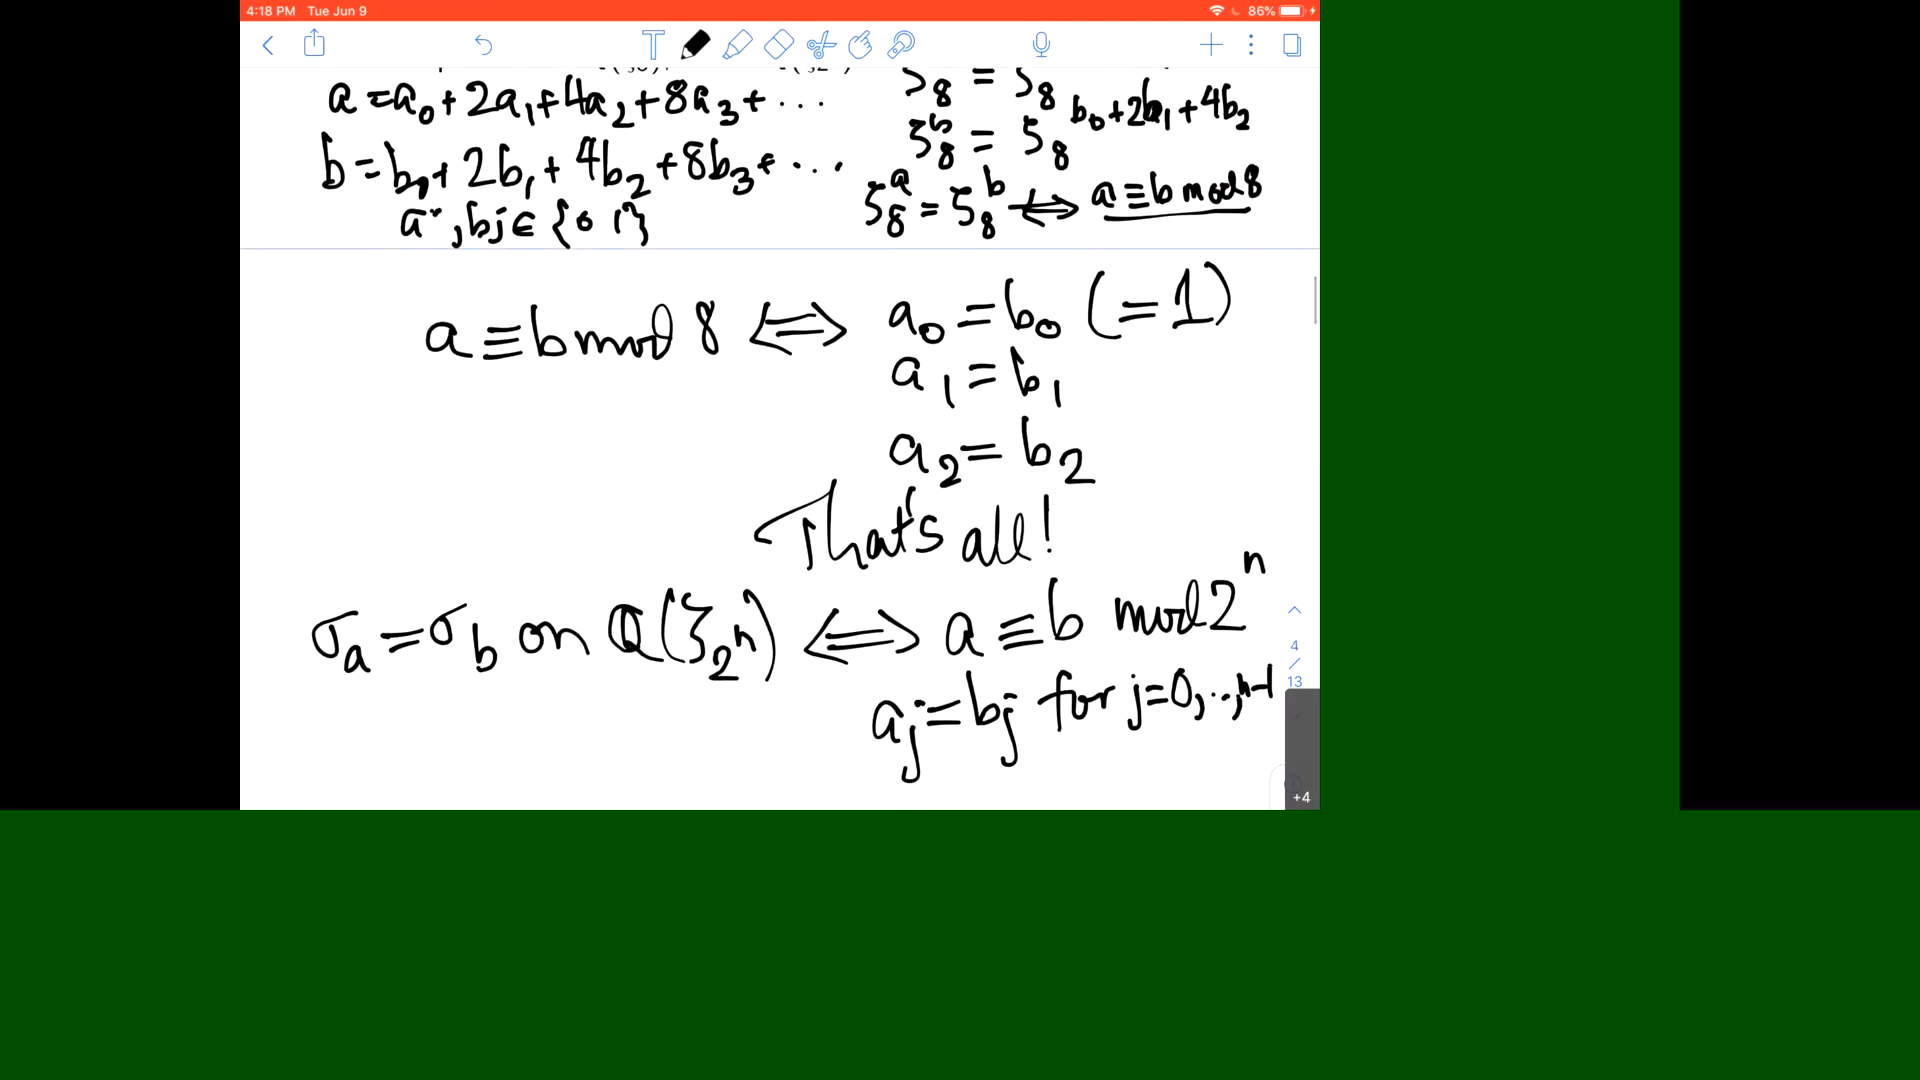 4:18 PM Tue Jun 9
86%
T
a = a₀ + 2a₁ + 4a₂ + 8a₃ + ...
b = b₀ + 2b₁ + 4b₂ + 8b₃ + ...
, bj ∈ {0 1}
ζ₈ = ζ₈
b₀+2b₁+4b₂
ζ₈ᵇ = ζ₈
ζ₈ᵃ = ζ₈ᵇ ⟺ a ≡ b mod 8
a ≡ b mod 8 ⟺ a₀ = b₀ (= 1)
a₁ = b₁
a₂ = b₂
That's all!
σₐ = σ_b on Q(ζ_2ⁿ) ⟺ a ≡ b mod 2ⁿ
aj = bj for j=0,...,n-1
4
/
13
+4